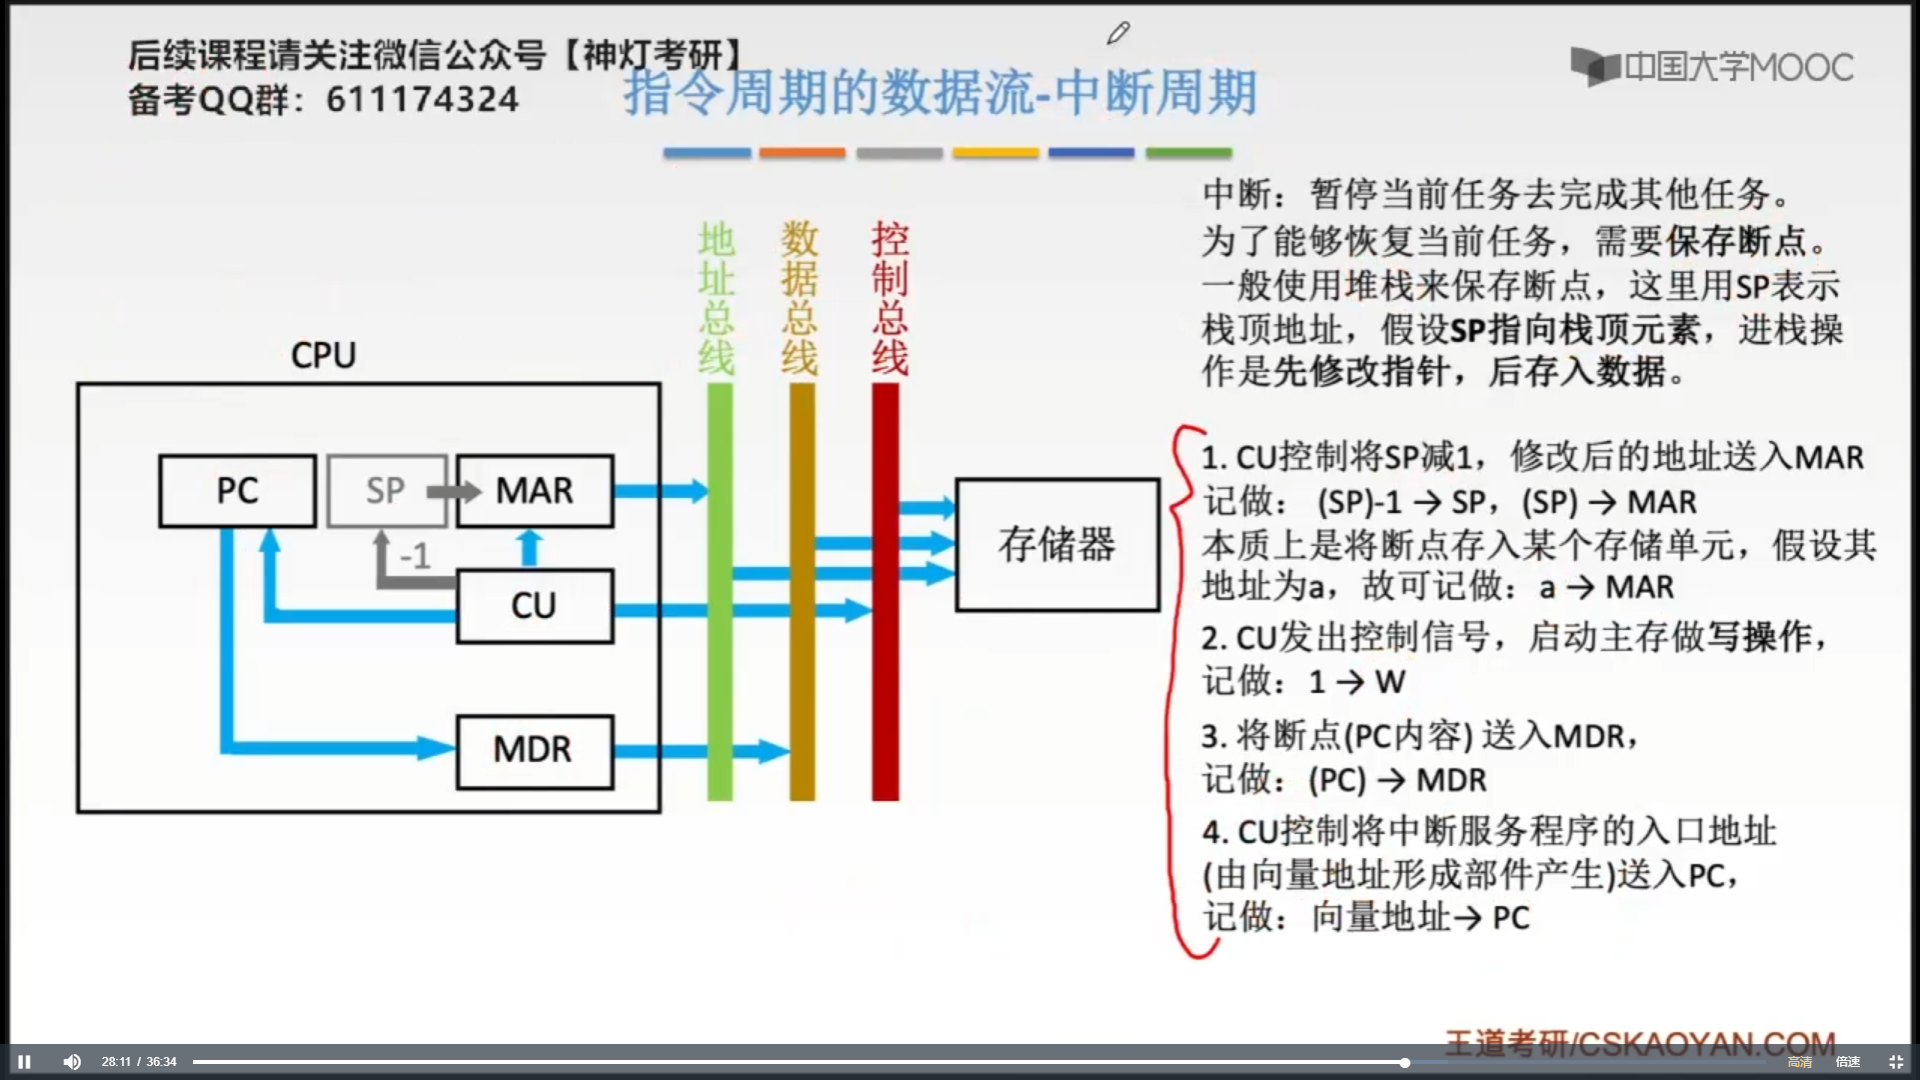 后续课程请关注微信公众号【神灯考研】
备考QQ群：611174324
指令周期的数据流-中断周期
中国大学MOOC
中断：暂停当前任务去完成其他任务。
为了能够恢复当前任务，需要保存断点。
一般使用堆栈来保存断点，这里用SP表示
栈顶地址，假设SP指向栈顶元素，进栈操
作是先修改指针，后存入数据。
地址总线
数据总线
控制总线
CPU
PC
SP
MAR
-1
CU
MDR
存储器
1. CU控制将SP减1，修改后的地址送入MAR
记做： (SP)-1 → SP，(SP) → MAR
本质上是将断点存入某个存储单元，假设其
地址为a，故可记做：a → MAR
2. CU发出控制信号，启动主存做写操作，
记做：1 → W
3. 将断点(PC内容) 送入MDR，
记做：(PC) → MDR
4. CU控制将中断服务程序的入口地址
(由向量地址形成部件产生)送入PC，
记做：向量地址→ PC
王道考研/CSKAOYAN.COM
28:11 / 36:34
高清
倍速